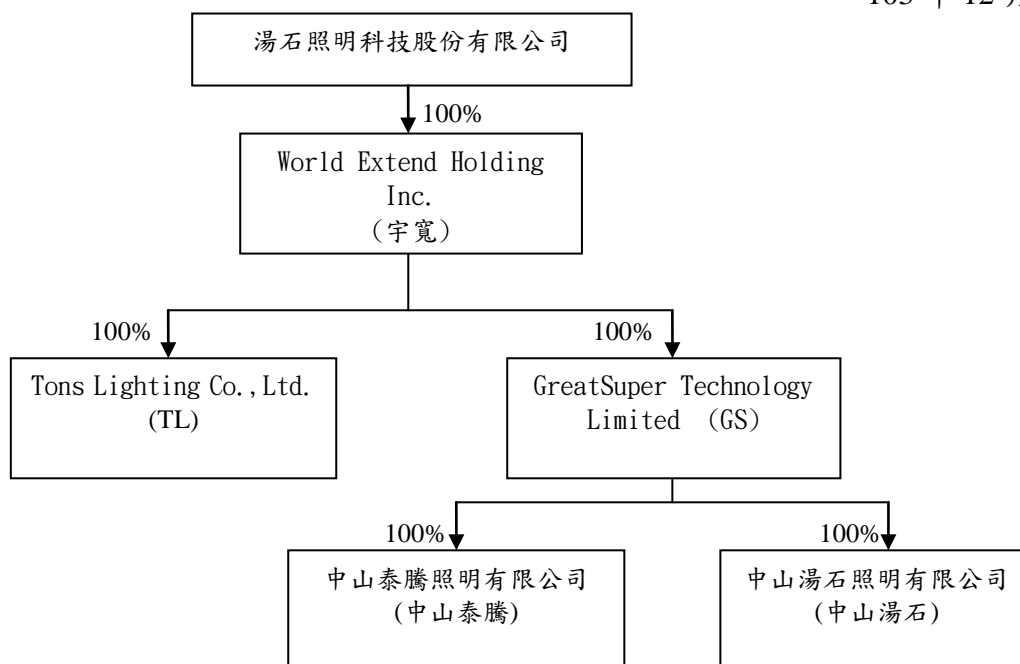 湯石照明科技股份有限公司
100%
World Extend Holding
Inc.
(宇寬)
100%
100%
Tons Lighting Co.,Ltd.
(TL)
GreatSuper Technology
Limited (GS)
100%
100%
中山泰騰照明有限公司
(中山泰騰)
中山湯石照明有限公司
(中山湯石)